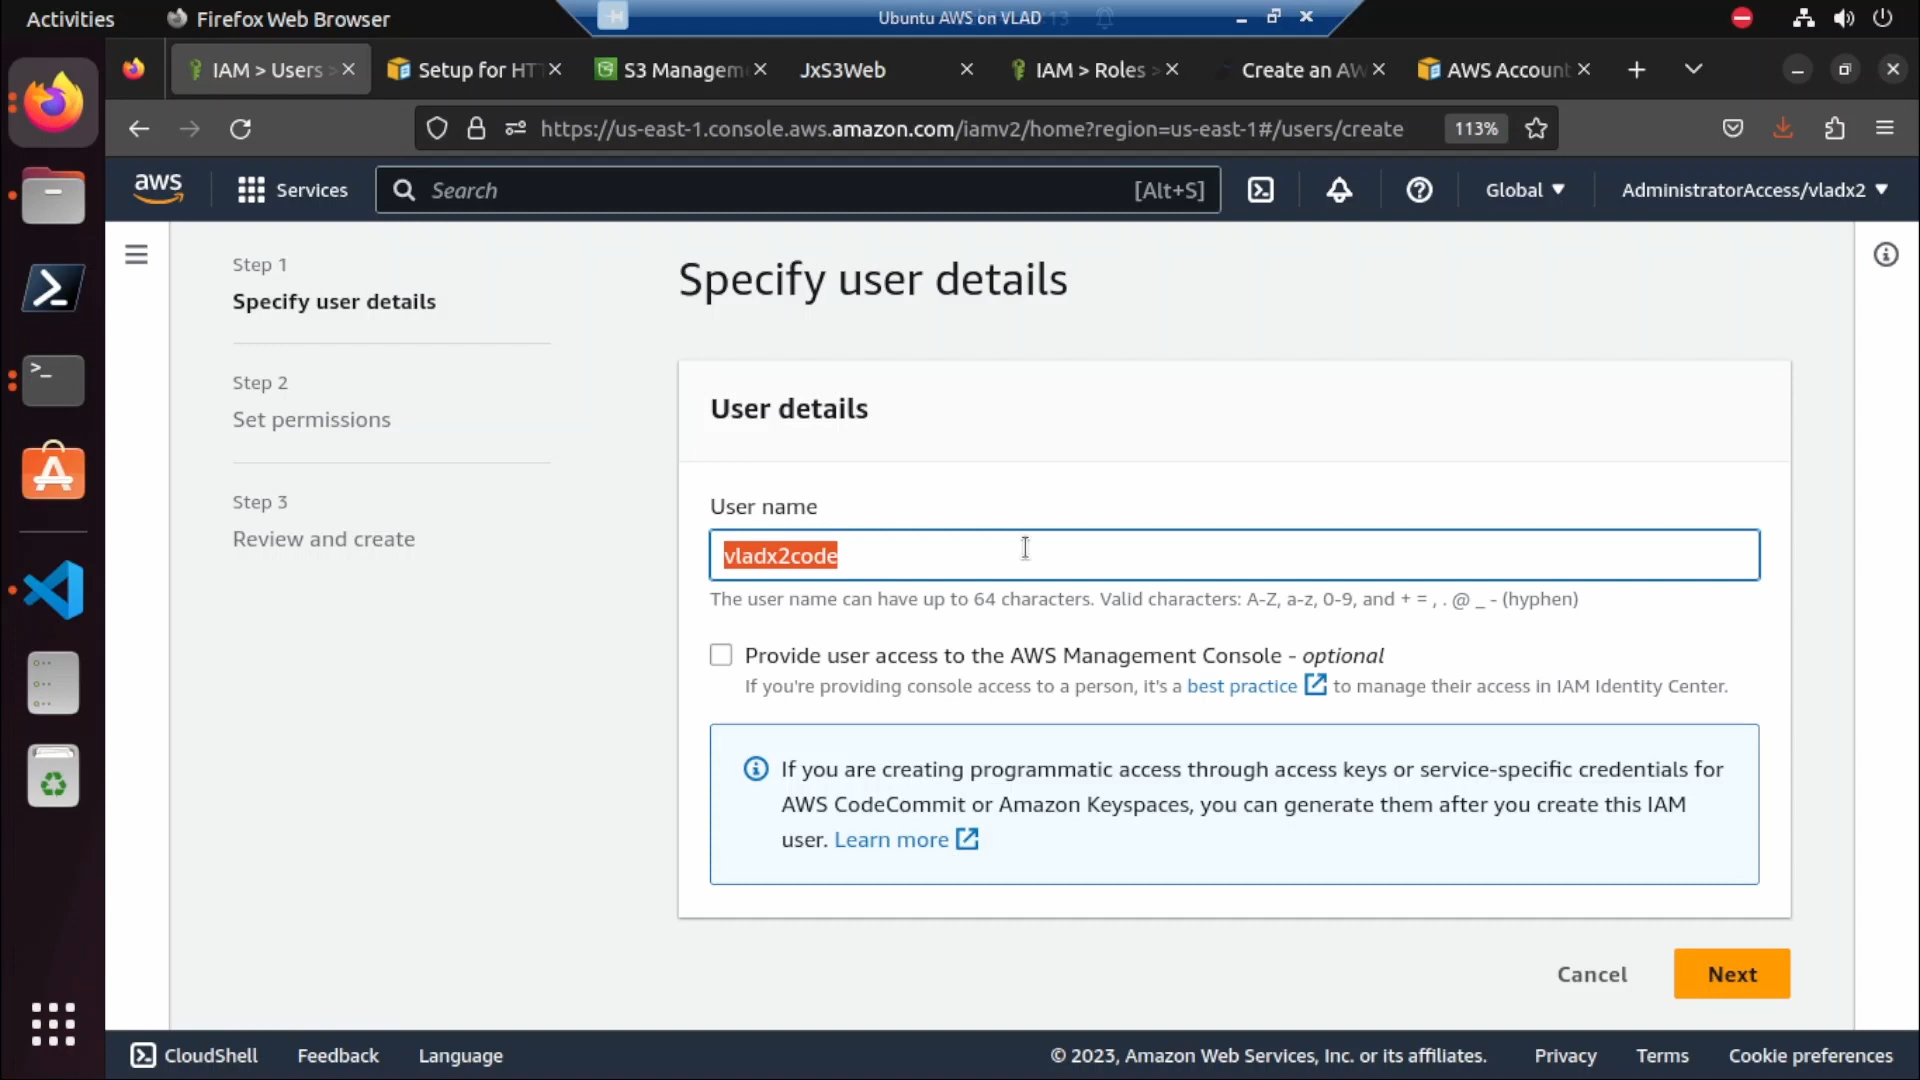 Activities
Firefox Web Browser
Ubuntu AWS on VLAD
IAM > Users >
Setup for HT
S3 Managem
JxS3Web
IAM > Roles >
Create an AW
AWS Account
https://us-east-1.console.aws.amazon.com/iamv2/home?region=us-east-1#/users/create
113%
aws
Services
Search
[Alt+S]
Global
AdministratorAccess/vladx2
Step 1
Specify user details
Step 2
Set permissions
Step 3
Review and create
Specify user details
User details
User name
vladx2code
The user name can have up to 64 characters. Valid characters: A-Z, a-z, 0-9, and + = , . @ _ - (hyphen)
Provide user access to the AWS Management Console - optional
If you're providing console access to a person, it's a best practice to manage their access in IAM Identity Center.
If you are creating programmatic access through access keys or service-specific credentials for
AWS CodeCommit or Amazon Keyspaces, you can generate them after you create this IAM
user. Learn more
Cancel
Next
CloudShell
Feedback
Language
© 2023, Amazon Web Services, Inc. or its affiliates.
Privacy
Terms
Cookie preferences